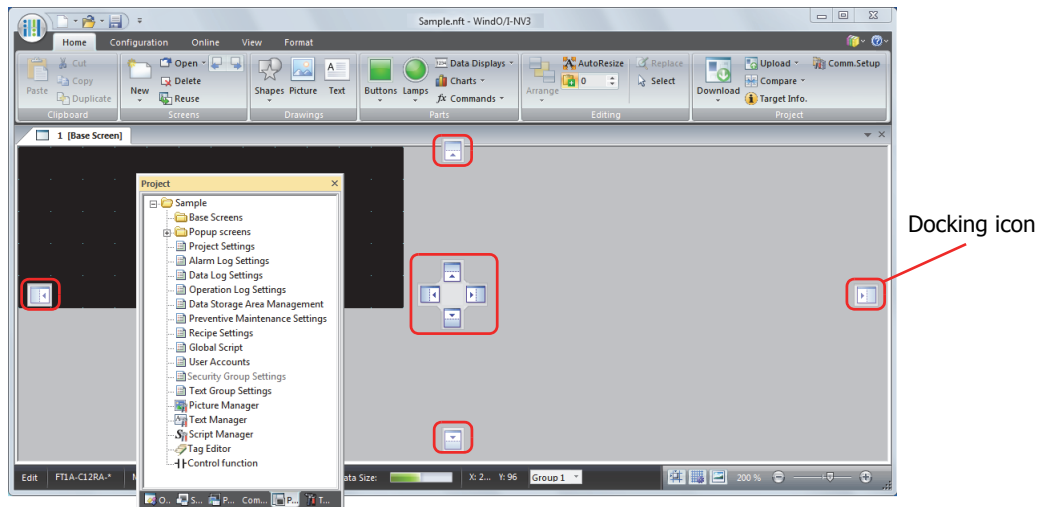 Sample.nft - WindO/I-NV3
Home Configuration Online View Format
Paste Cut Copy Duplicate
Clipboard
New Open Delete Reuse
Screens
Shapes Picture Text
Drawings
Buttons Lamps Data Displays Charts fx Commands
Parts
Arrange AutoResize 0 Replace Select
Editing
Download Upload Compare Target Info. Comm.Setup
Project
1 [Base Screen]
Project
Sample
Base Screens
Popup screens
Project Settings
Alarm Log Settings
Data Log Settings
Operation Log Settings
Data Storage Area Management
Preventive Maintenance Settings
Recipe Settings
Global Script
User Accounts
Security Group Settings
Text Group Settings
Picture Manager
Text Manager
Script Manager
Tag Editor
Control function
O.. S... P... Com... P... T...
Docking icon
Edit FT1A-C12RA-* Size: X: 2... Y: 96 Group 1 200 %